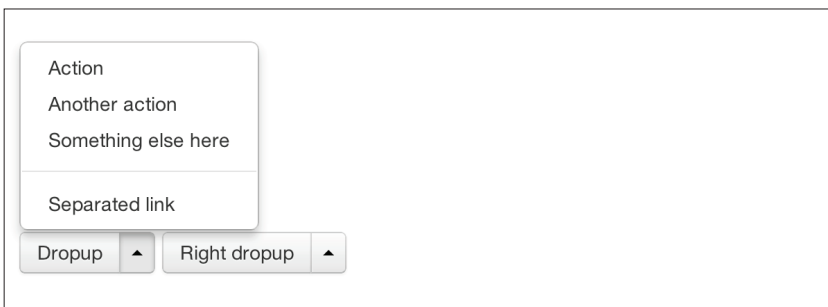 Action
Another action
Something else here
Separated link
Dropup Right dropup